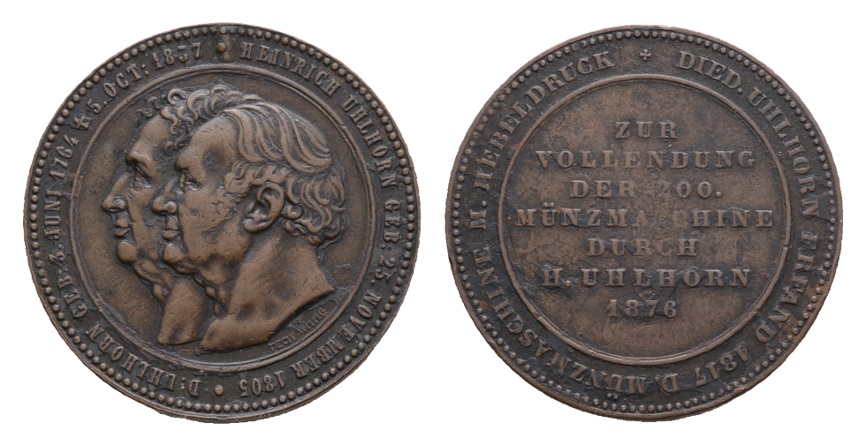 D: UHLHORN GEB: 3. JUNI 1764 ✝ 5. OCT: 1837 • HEINRICH UHLHORN GEB. 25. NOVEMBER 1805 •
DIED. UHLHORN ERFAND 1817 D. MÜNZMASCHINE M. HEBELDRUCK
ZUR
VOLLENDUNG
DER 200.
MÜNZMASCHINE
DURCH
H. UHLHORN
1876